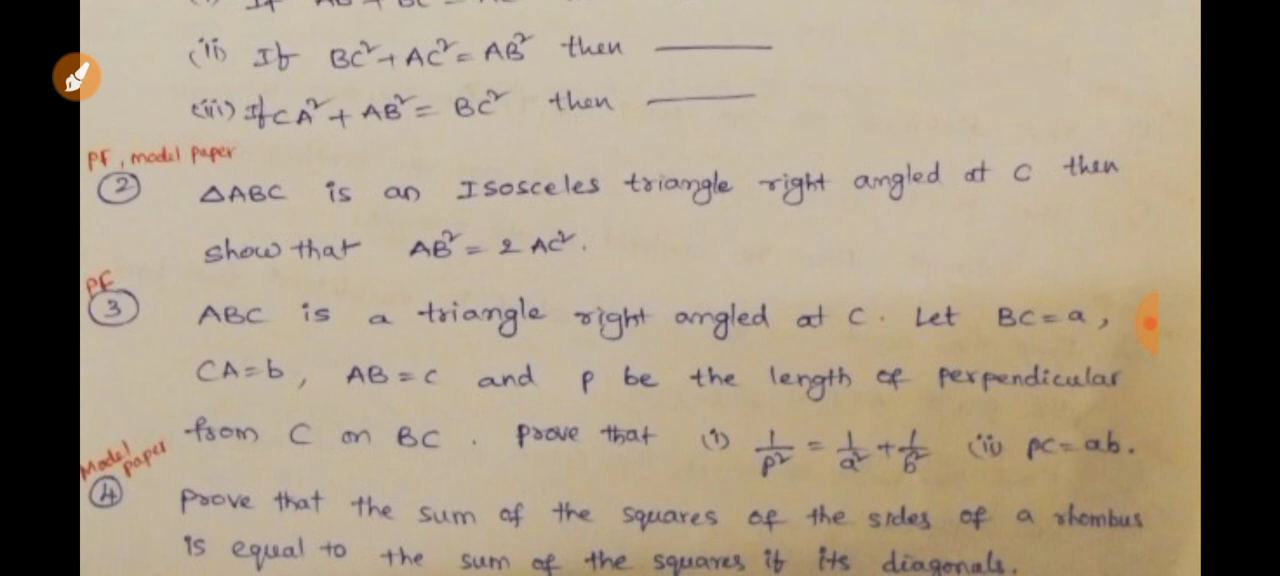 (ii) If BC² + AC² = AB² then ———
(iii) If CA² + AB² = BC² then ———
PF, model paper
② △ABC is an Isosceles triangle right angled at C then
show that AB² = 2 AC².
PF
③ ABC is a triangle right angled at C. Let BC = a,
CA = b, AB = c and p be the length of perpendicular
from C on BC. prove that (i) 1/p² = 1/a² + 1/b² (ii) pc = ab.
Model paper
④ prove that the sum of the squares of the sides of a rhombus
is equal to the sum of the squares if its diagonals.